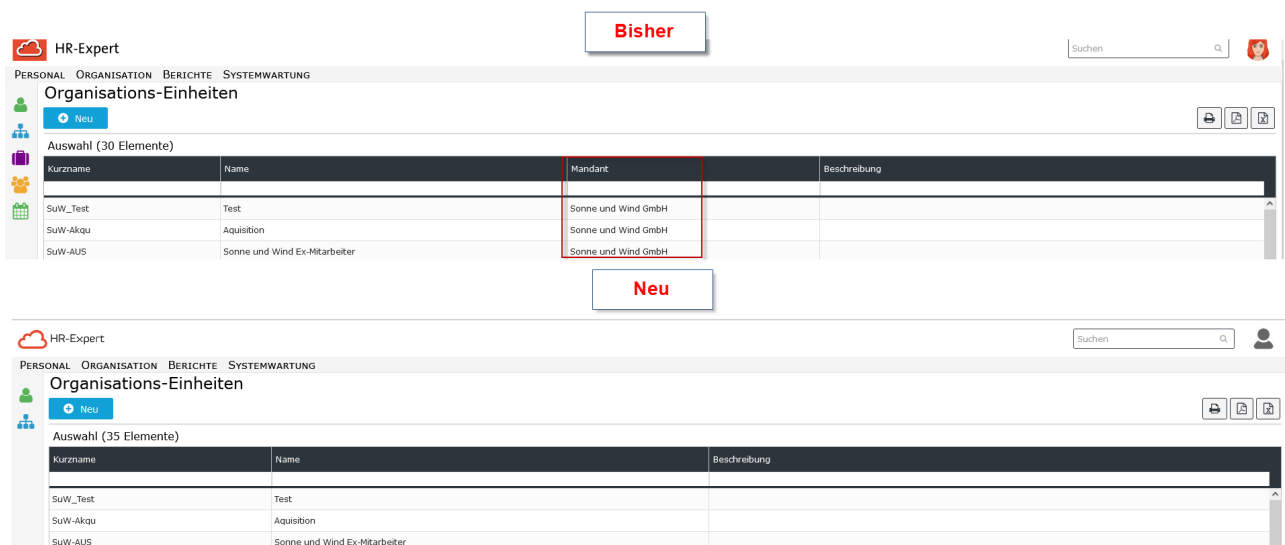 Bisher
HR-Expert
Suchen
PERSONAL ORGANISATION BERICHTE SYSTEMWARTUNG
Organisations-Einheiten
Neu
Auswahl (30 Elemente)
Kurzname Name Mandant Beschreibung
SuW_Test Test Sonne und Wind GmbH
SuW-Akqu Aquisition Sonne und Wind GmbH
SuW-AUS Sonne und Wind Ex-Mitarbeiter Sonne und Wind GmbH
Neu
HR-Expert
Suchen
PERSONAL ORGANISATION BERICHTE SYSTEMWARTUNG
Organisations-Einheiten
Neu
Auswahl (35 Elemente)
Kurzname Name Beschreibung
SuW_Test Test
SuW-Akqu Aquisition
SuW-AUS Sonne und Wind Ex-Mitarbeiter